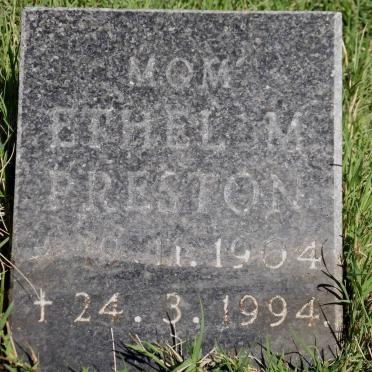 MOM
ETHEL M.
PRESTON
11. 1904
✝ 24. 3. 1994